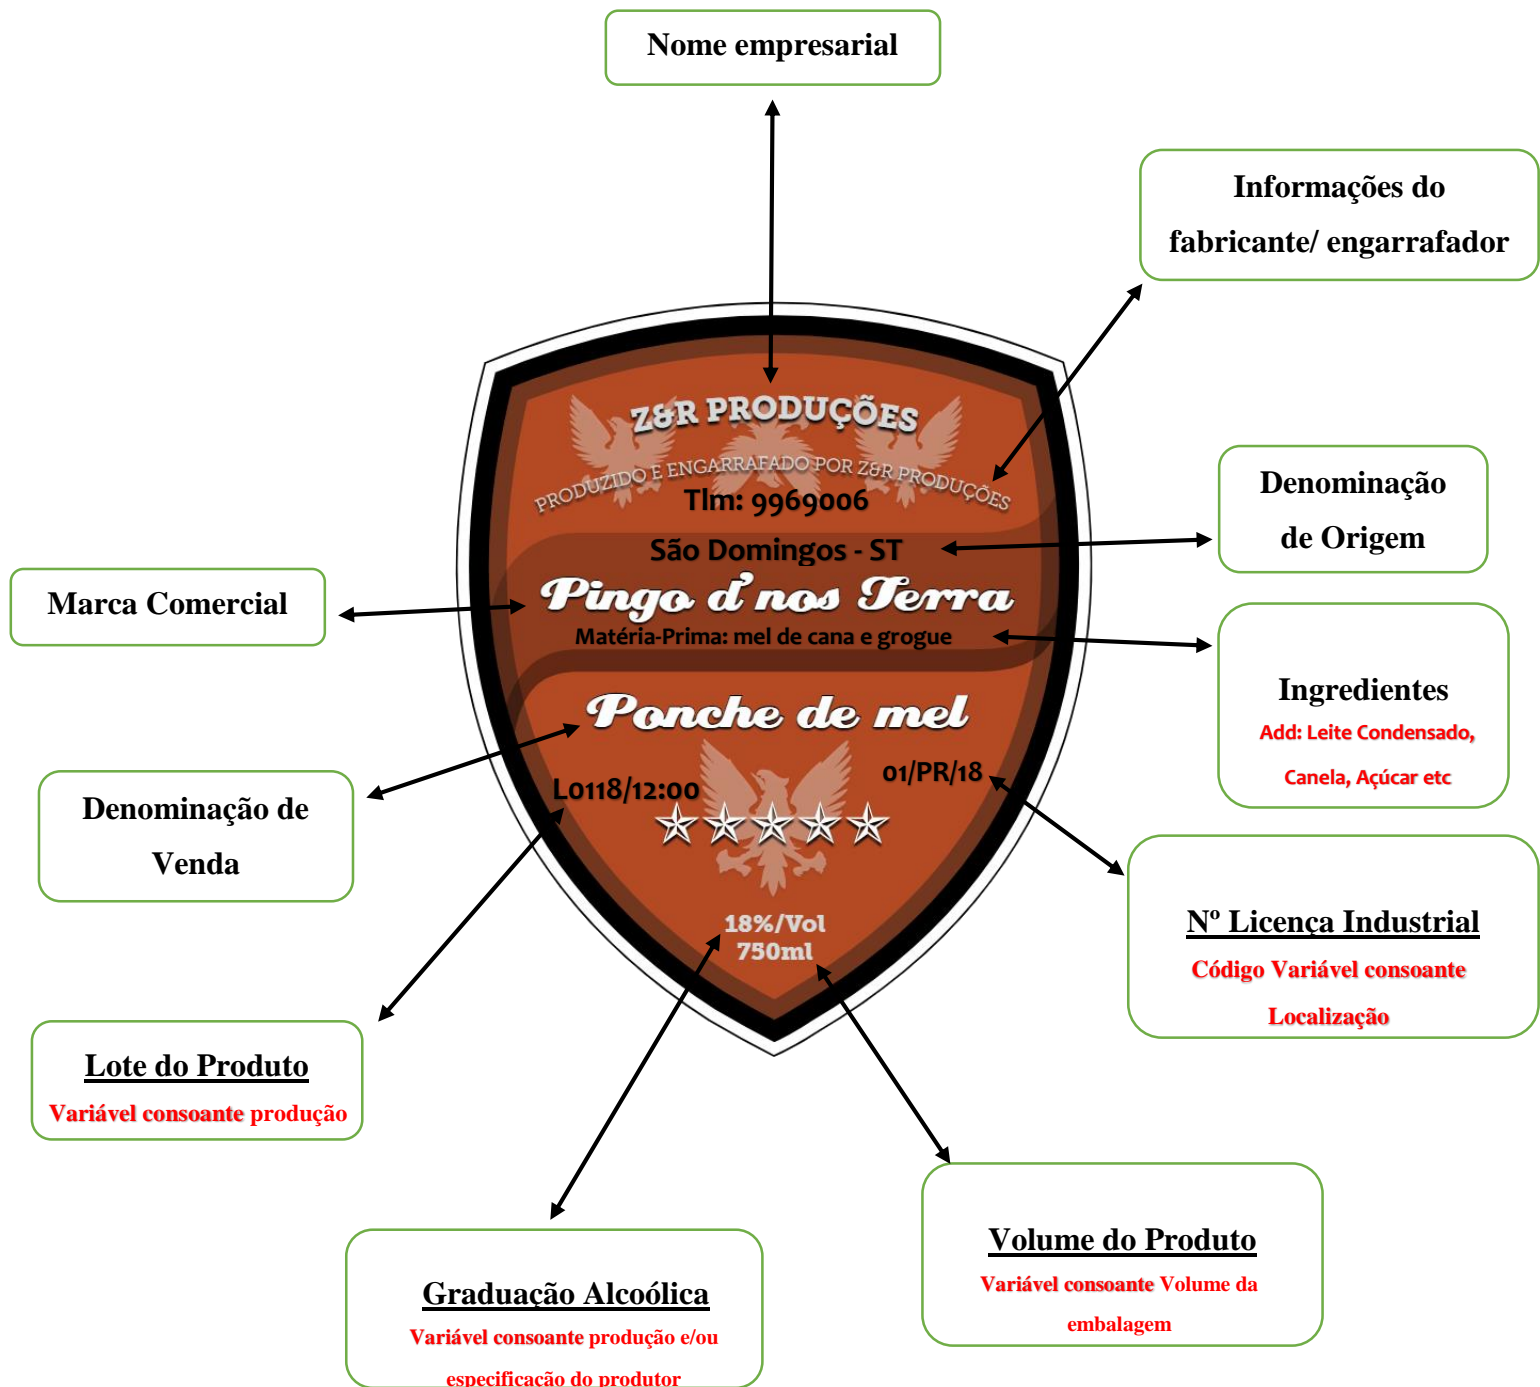 Nome empresarial
Informações do
fabricante/ engarrafador
Z&R PRODUÇÕES
PRODUZIDO E ENGARRAFADO POR Z&R PRODUÇÕES
Tlm: 9969006
São Domingos - ST
Denominação
de Origem
Marca Comercial
Pingo d'nos Terra
Matéria-Prima: mel de cana e grogue
Ingredientes
Add: Leite Condensado,
Canela, Açúcar etc
Ponche de mel
Denominação de
Venda
L0118/12:00
01/PR/18
18%/Vol
750ml
Nº Licença Industrial
Código Variável consoante
Localização
Lote do Produto
Variável consoante produção
Volume do Produto
Variável consoante Volume da
embalagem
Graduação Alcoólica
Variável consoante produção e/ou
especificação do produtor